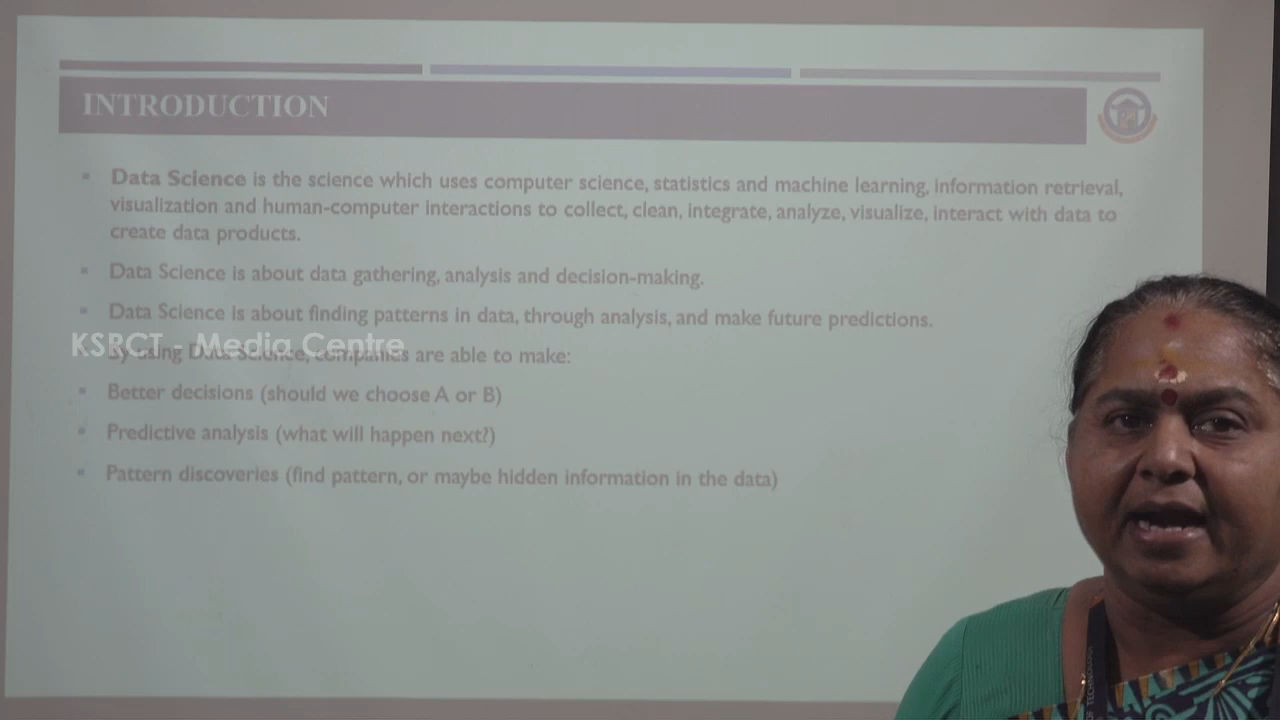 INTRODUCTION
Data Science is the science which uses computer science, statistics and machine learning, information retrieval,
visualization and human-computer interactions to collect, clean, integrate, analyze, visualize, interact with data to
create data products.
Data Science is about data gathering, analysis and decision-making.
Data Science is about finding patterns in data, through analysis, and make future predictions.
KSRCT - Media Centre
By using Data Science, companies are able to make:
Better decisions (should we choose A or B)
Predictive analysis (what will happen next?)
Pattern discoveries (find pattern, or maybe hidden information in the data)